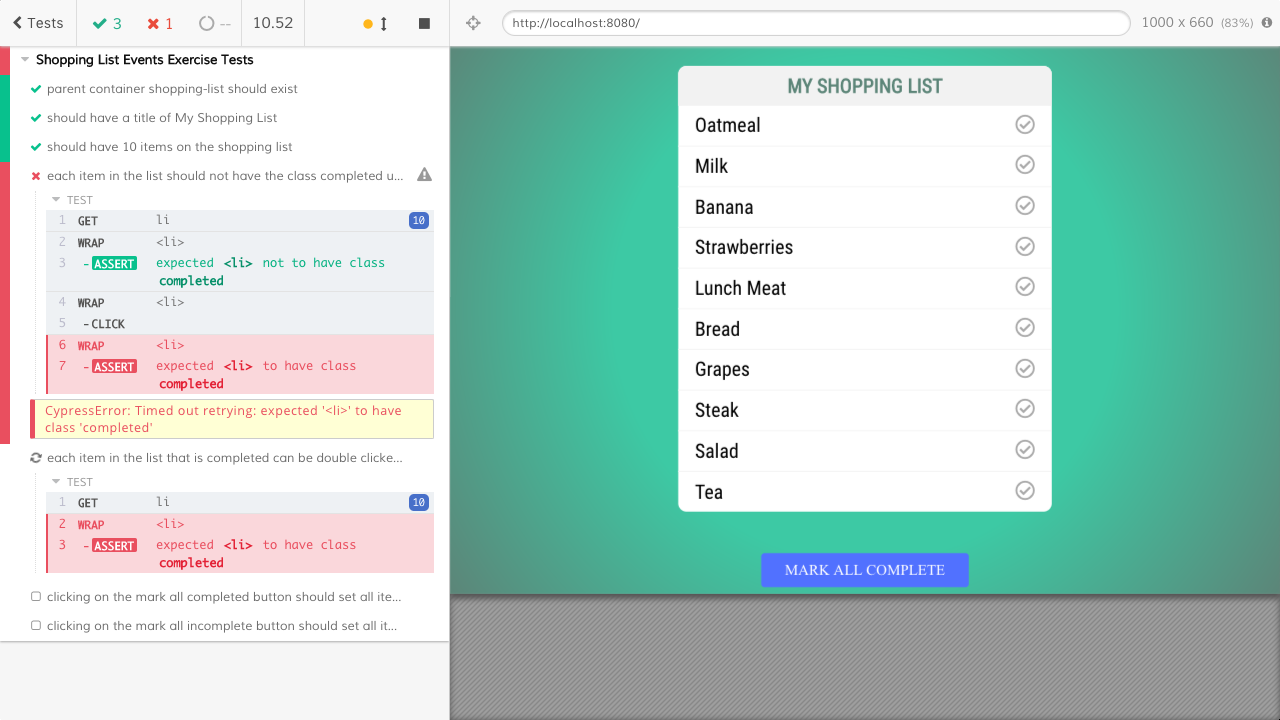 Tests 3 1 -- 10.52
http://localhost:8080/ 1000 x 660 (83%)
Shopping List Events Exercise Tests
parent container shopping-list should exist
should have a title of My Shopping List
should have 10 items on the shopping list
each item in the list should not have the class completed u...
TEST
1 GET li 10
2 WRAP <li>
3 -ASSERT expected <li> not to have class
completed
4 WRAP <li>
5 -CLICK
6 WRAP <li>
7 -ASSERT expected <li> to have class
completed
CypressError: Timed out retrying: expected '<li>' to have
class 'completed'
each item in the list that is completed can be double clicke...
TEST
1 GET li 10
2 WRAP <li>
3 -ASSERT expected <li> to have class
completed
clicking on the mark all completed button should set all ite...
clicking on the mark all incomplete button should set all it...
MY SHOPPING LIST
Oatmeal
Milk
Banana
Strawberries
Lunch Meat
Bread
Grapes
Steak
Salad
Tea
MARK ALL COMPLETE